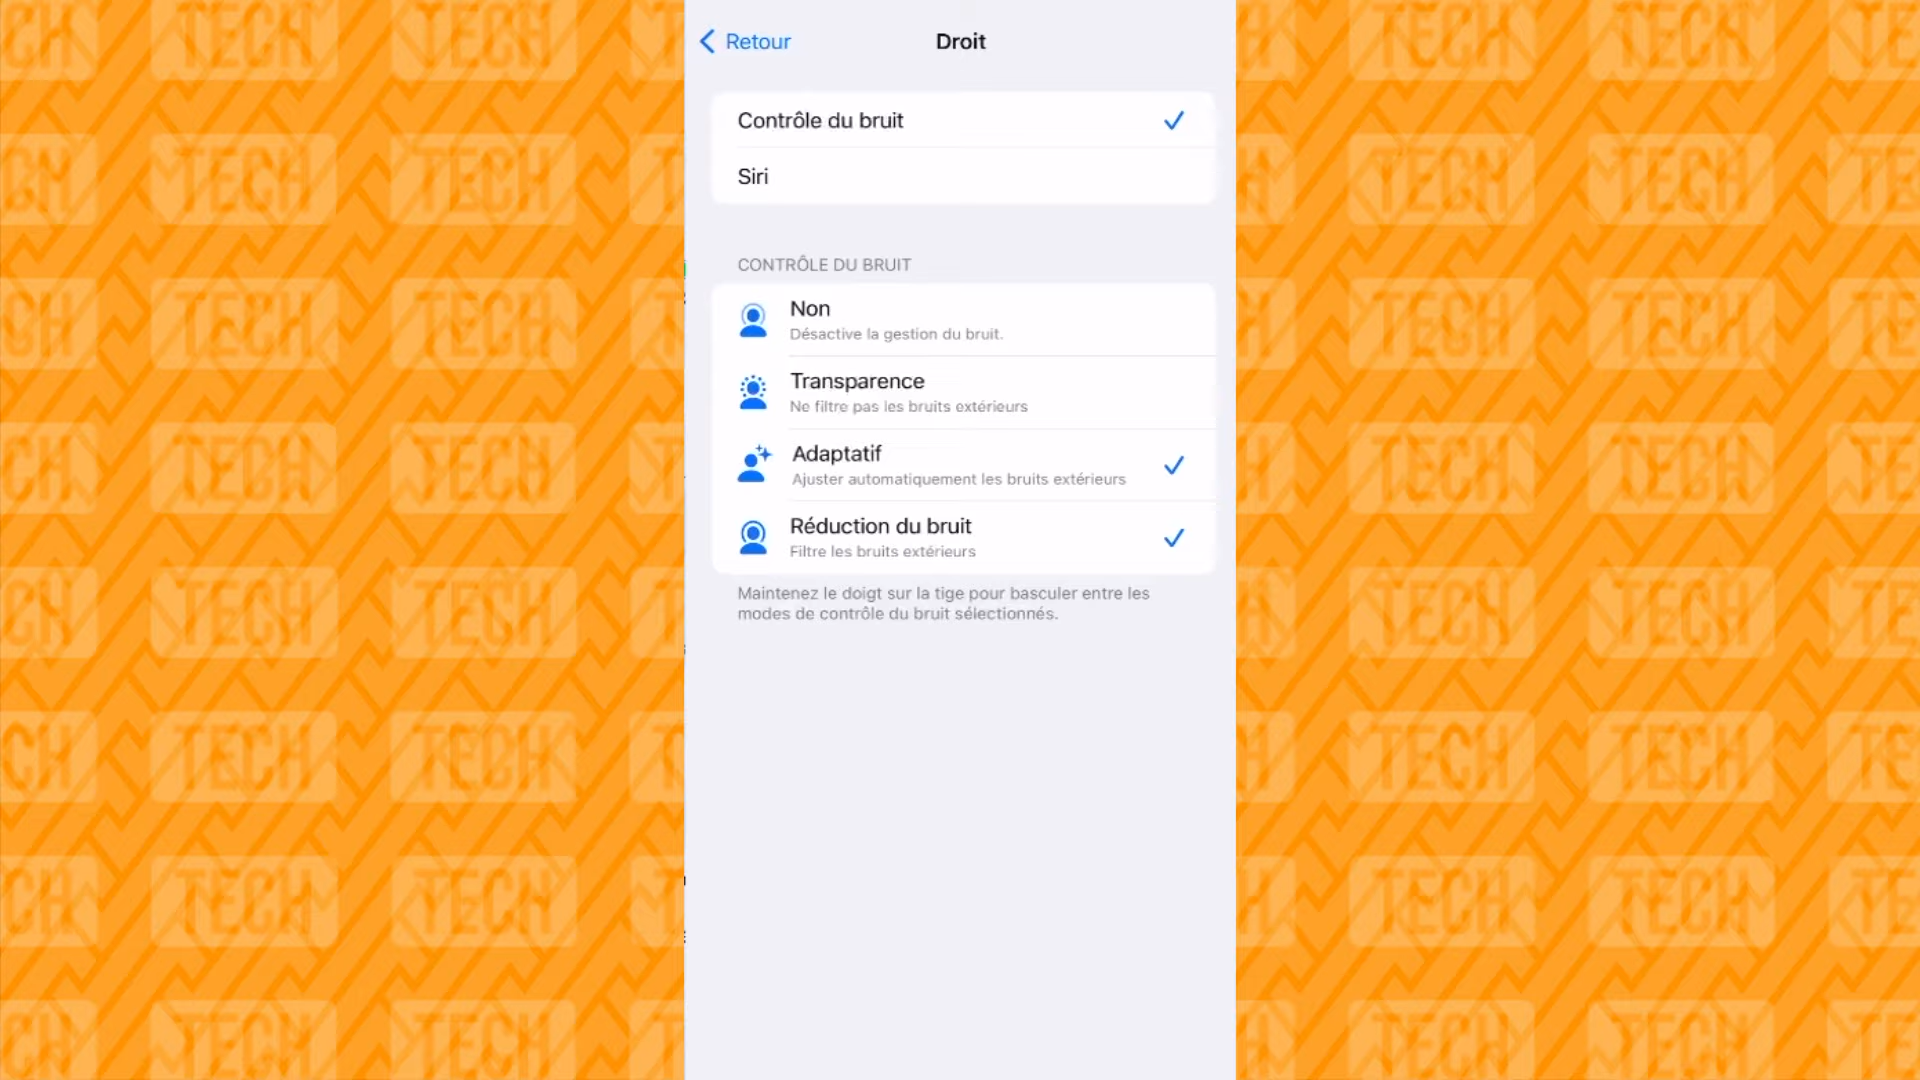 Retour
Droit
Contrôle du bruit
Siri
CONTRÔLE DU BRUIT
Non
Désactive la gestion du bruit.
Transparence
Ne filtre pas les bruits extérieurs
Adaptatif
Ajuster automatiquement les bruits extérieurs
Réduction du bruit
Filtre les bruits extérieurs
Maintenez le doigt sur la tige pour basculer entre les
modes de contrôle du bruit sélectionnés.
TECH